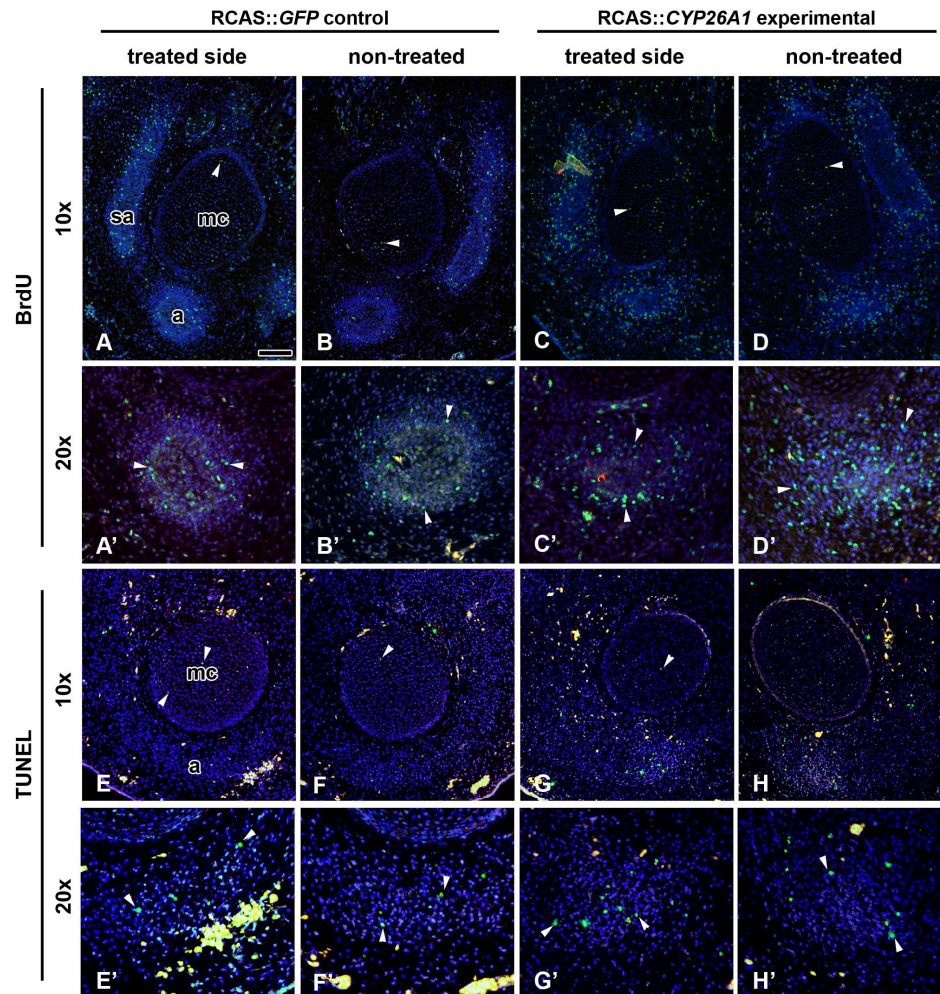 RCAS::GFP control RCAS::CYP26A1 experimental
treated side non-treated treated side non-treated
BrdU
10x
sa mc
a
A B C D
20x
A' B' C' D'
TUNEL
10x
mc
a
E F G H
20x
E' F' G' H'